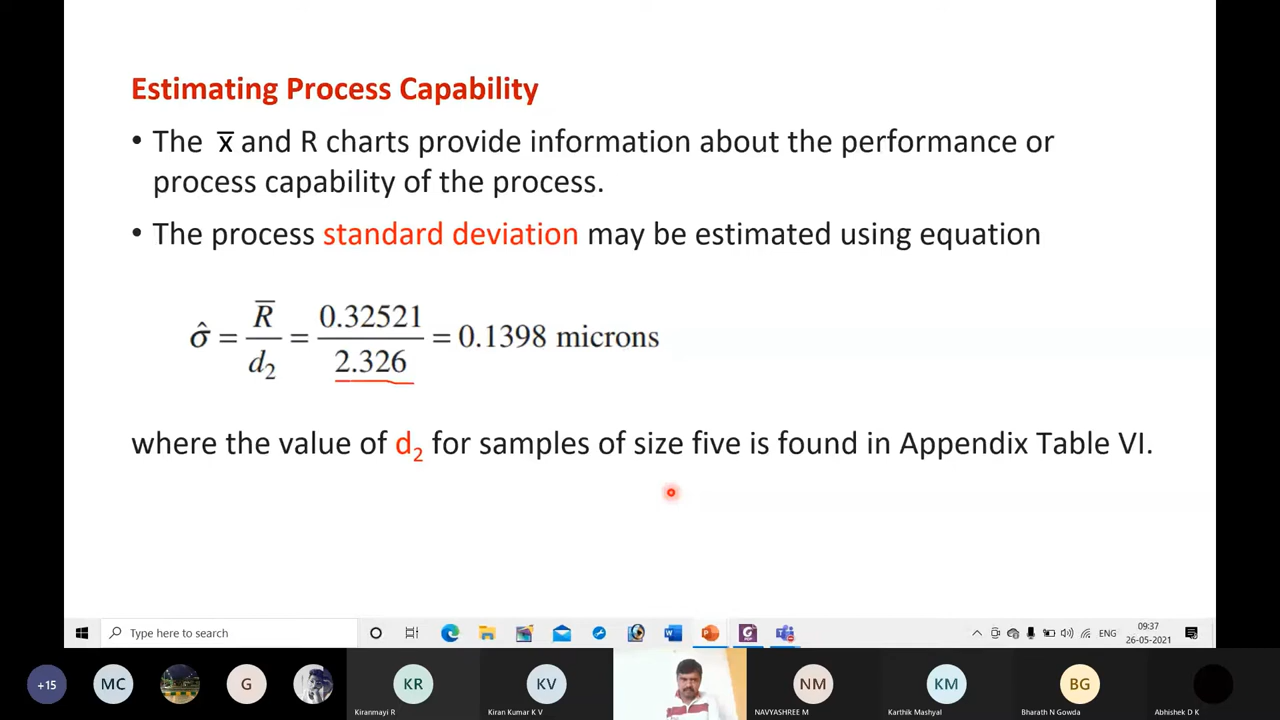 Estimating Process Capability
• The x̅ and R charts provide information about the performance or
process capability of the process.
• The process standard deviation may be estimated using equation
σ̂ = R̅ / d₂ = 0.32521 / 2.326 = 0.1398 microns
where the value of d₂ for samples of size five is found in Appendix Table VI.
Type here to search
ENG
09:37
26-05-2021
+15
MC
G
KR
Kiranmayi R
KV
Kiran Kumar K V
NM
NAVYASHREE M
KM
Karthik Mashyal
BG
Bharath N Gowda
Abhishek D K